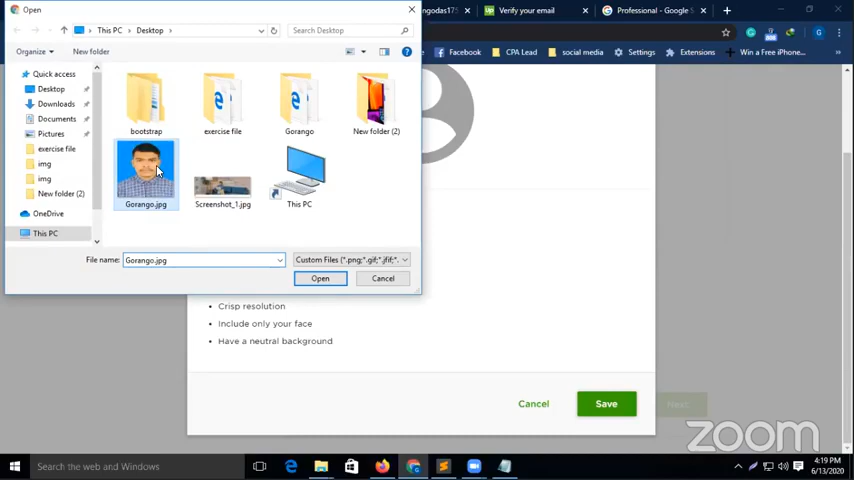 Open
ngodas175
Verify your email
Professional - Google S
This PC
Desktop
Search Desktop
Organize
New folder
Facebook
CPA Lead
social media
Settings
Extensions
Win a Free iPhone...
Quick access
Desktop
Downloads
Documents
Pictures
exercise file
img
img
New folder (2)
OneDrive
This PC
bootstrap
exercise file
Gorango
New folder (2)
Gorango.jpg
Screenshot_1.jpg
This PC
File name:
Gorango.jpg
Custom Files (*.png;*.gif;*.jfif;*.
Open
Cancel
Crisp resolution
Include only your face
Have a neutral background
Cancel
Save
Next
zoom
Search the web and Windows
4:19 PM
6/13/2020